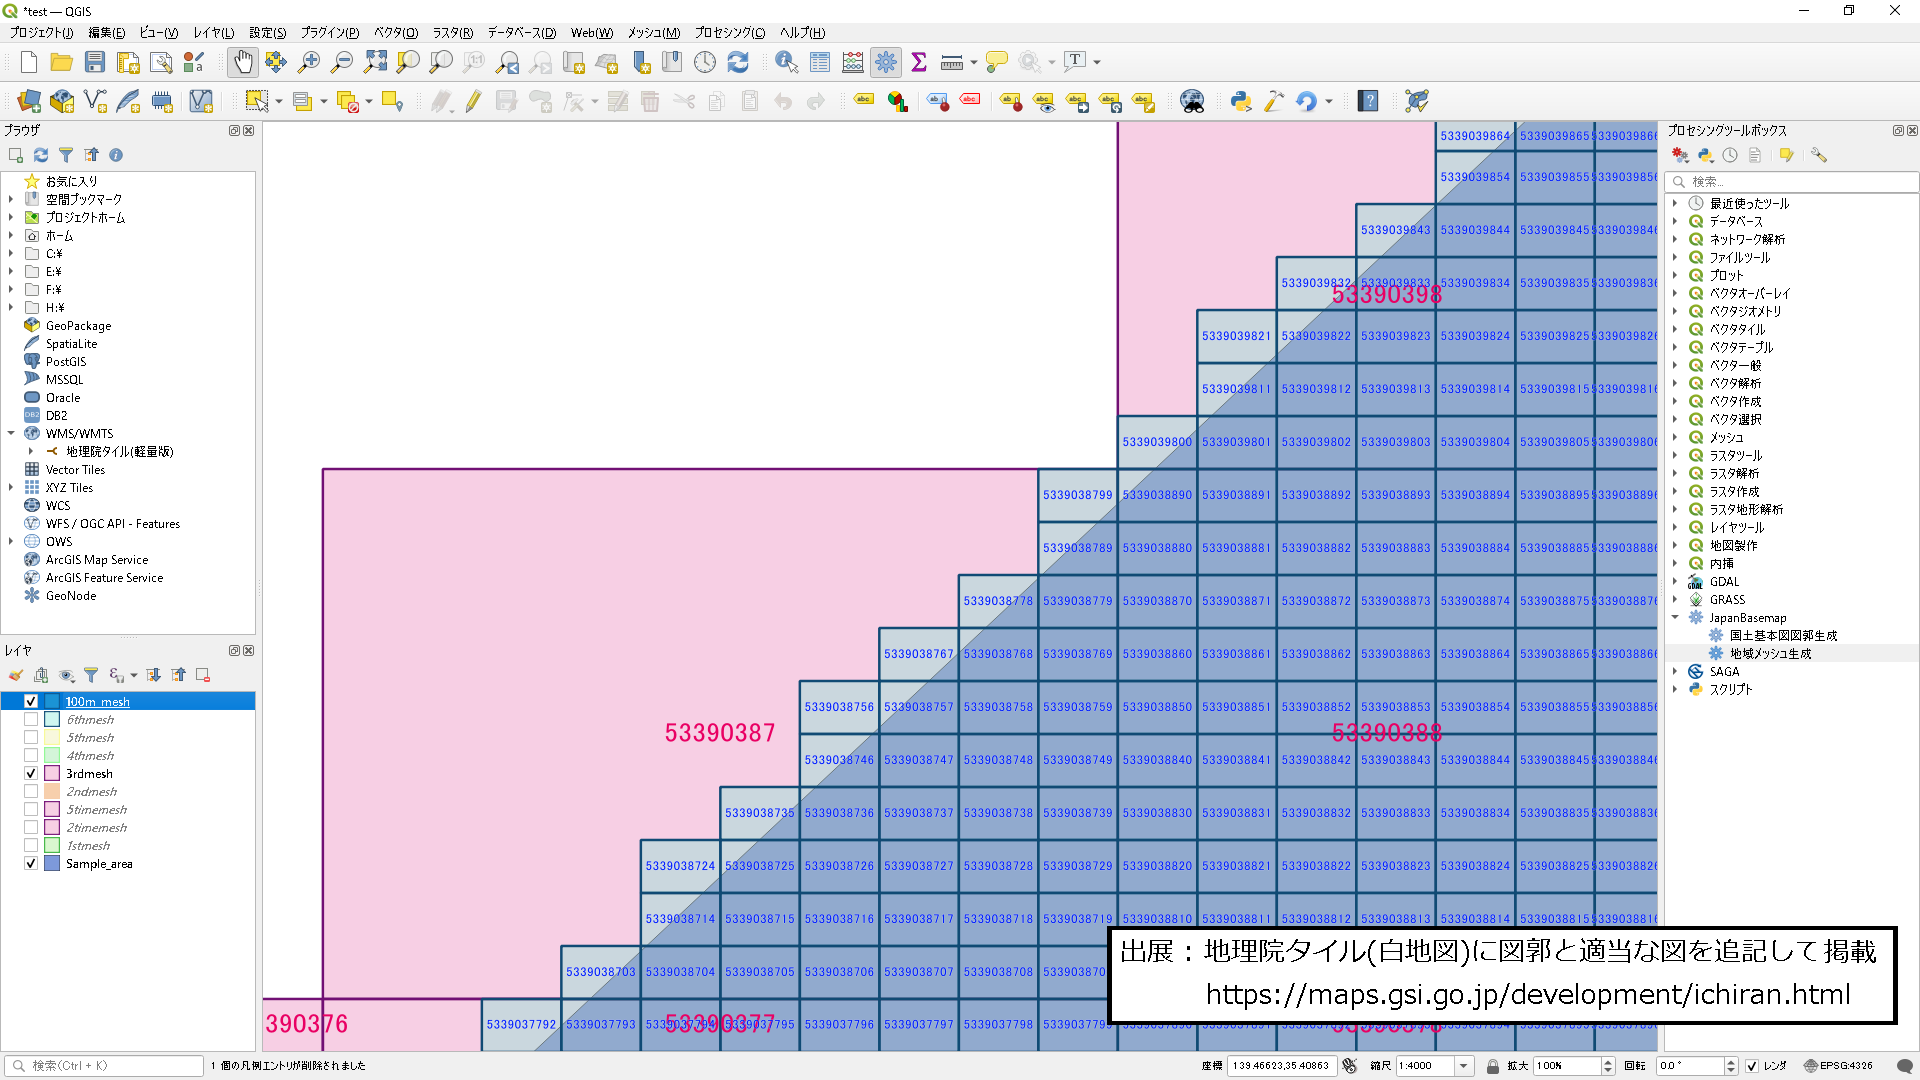 *test — QGIS
プロジェクト(J) 編集(E) ビュー(V) レイヤ(L) 設定(S) プラグイン(P) ベクタ(O) ラスタ(R) データベース(D) Web(W) メッシュ(M) プロセシング(C) ヘルプ(H)
ブラウザ
お気に入り
空間ブックマーク
プロジェクトホーム
ホーム
C:¥
E:¥
F:¥
H:¥
GeoPackage
SpatiaLite
PostGIS
MSSQL
Oracle
DB2
WMS/WMTS
地理院タイル(軽量版)
Vector Tiles
XYZ Tiles
WCS
WFS / OGC API - Features
OWS
ArcGIS Map Service
ArcGIS Feature Service
GeoNode
レイヤ
100m_mesh
6thmesh
5thmesh
4thmesh
3rdmesh
2ndmesh
5timemesh
2timemesh
1stmesh
Sample_area
5339039864 5339039865 5339039866
5339039854 5339039855 5339039856
5339039843 5339039844 5339039845 5339039846
5339039832 5339039833 5339039834 5339039835 5339039836
53390398
5339039821 5339039822 5339039823 5339039824 5339039825 5339039826
5339039811 5339039812 5339039813 5339039814 5339039815 5339039816
5339039800 5339039801 5339039802 5339039803 5339039804 5339039805 5339039806
5339038799 5339038890 5339038891 5339038892 5339038893 5339038894 5339038895 5339038896
5339038789 5339038880 5339038881 5339038882 5339038883 5339038884 5339038885 5339038886
5339038778 5339038779 5339038870 5339038871 5339038872 5339038873 5339038874 5339038875 5339038876
5339038767 5339038768 5339038769 5339038860 5339038861 5339038862 5339038863 5339038864 5339038865 5339038866
5339038756 5339038757 5339038758 5339038759 5339038850 5339038851 5339038852 5339038853 5339038854 5339038855 5339038856
53390387 53390388
5339038746 5339038747 5339038748 5339038749 5339038840 5339038841 5339038842 5339038843 5339038844 5339038845 5339038846
5339038735 5339038736 5339038737 5339038738 5339038739 5339038830 5339038831 5339038832 5339038833 5339038834 5339038835 5339038836
5339038724 5339038725 5339038726 5339038727 5339038728 5339038729 5339038820 5339038821 5339038822 5339038823 5339038824 5339038825 5339038826
5339038714 5339038715 5339038716 5339038717 5339038718 5339038719 5339038810 5339038811 5339038812 5339038813 5339038814 5339038815 5339038816
5339038703 5339038704 5339038705 5339038706 5339038707 5339038708
390376 5339037792 5339037793 5339037794 5339037795 5339037796 5339037797 5339037798
53390377
出展：地理院タイル(白地図)に図郭と適当な図を追記して掲載
https://maps.gsi.go.jp/development/ichiran.html
プロセシングツールボックス
検索...
最近使ったツール
データベース
ネットワーク解析
ファイルツール
プロット
ベクタオーバーレイ
ベクタジオメトリ
ベクタタイル
ベクタテーブル
ベクタ一般
ベクタ解析
ベクタ作成
ベクタ選択
メッシュ
ラスタツール
ラスタ解析
ラスタ作成
ラスタ地形解析
レイヤツール
地図製作
内挿
GDAL
GRASS
JapanBasemap
国土基本図図郭生成
地域メッシュ生成
SAGA
スクリプト
検索(Ctrl + K) 1 個の凡例エントリが削除されました 座標 139.46623,35.40863 縮尺 1:4000 拡大 100% 回転 0.0 ° レンダ EPSG:4326